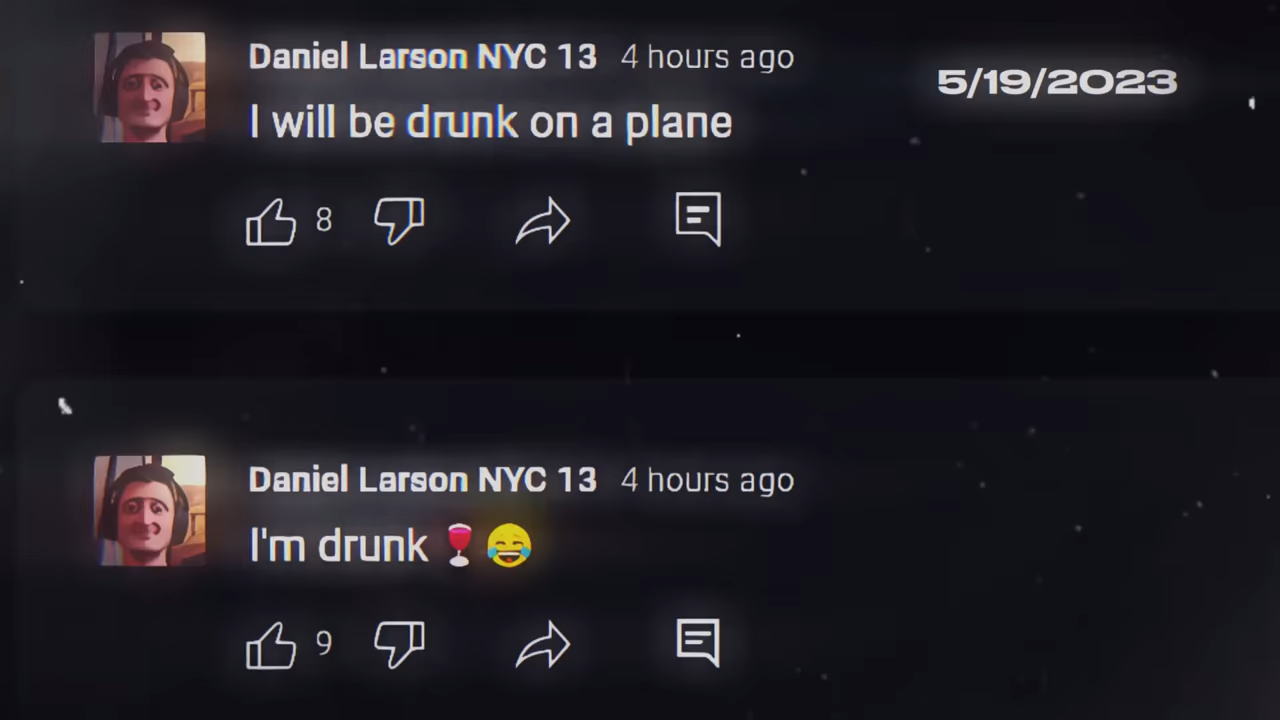 Daniel Larson NYC 13 4 hours ago
5/19/2023
I will be drunk on a plane
8
Daniel Larson NYC 13 4 hours ago
I'm drunk 🍷😂
9